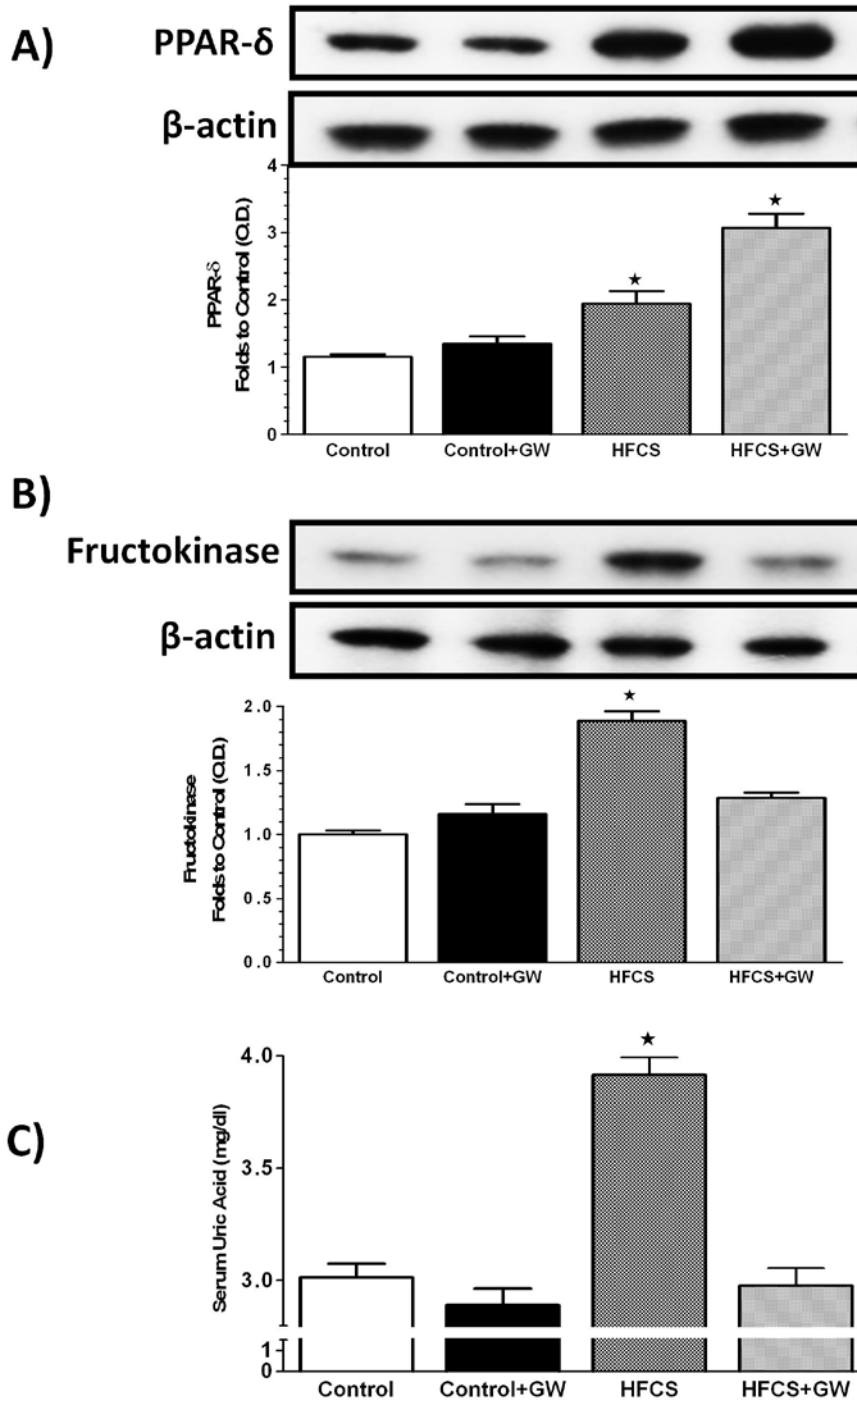 A)
PPAR-δ
β-actin
PPAR-δ
Folds to Control (O.D.)
4
3
2
1
0
★
★
Control Control+GW HFCS HFCS+GW
B)
Fructokinase
β-actin
Fructokinase
Folds to Control (O.D.)
2.0
1.5
1.0
0.5
0.0
★
Control Control+GW HFCS HFCS+GW
C)
Serum Uric Acid (mg/dl)
4.0
3.5
3.0
1
0
★
Control Control+GW HFCS HFCS+GW